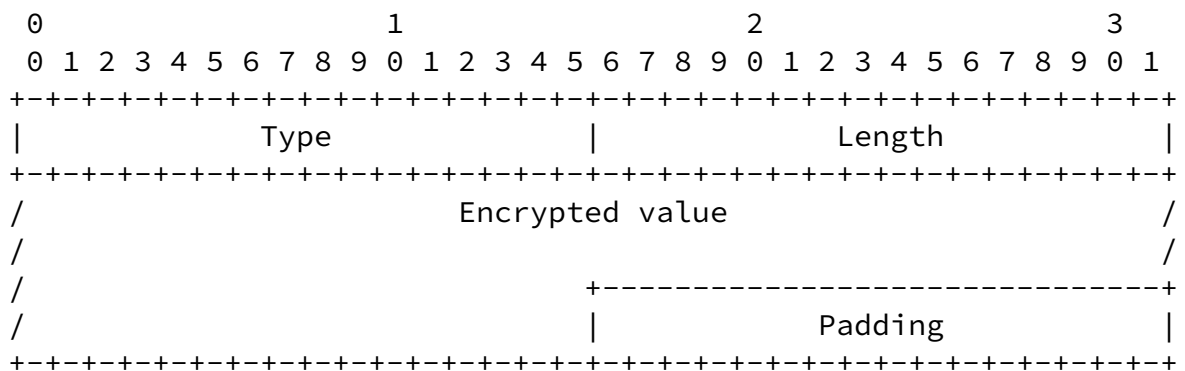 0                   1                   2                   3
 0 1 2 3 4 5 6 7 8 9 0 1 2 3 4 5 6 7 8 9 0 1 2 3 4 5 6 7 8 9 0 1
+-+-+-+-+-+-+-+-+-+-+-+-+-+-+-+-+-+-+-+-+-+-+-+-+-+-+-+-+-+-+-+-+
|             Type              |             Length            |
+-+-+-+-+-+-+-+-+-+-+-+-+-+-+-+-+-+-+-+-+-+-+-+-+-+-+-+-+-+-+-+-+
/                        Encrypted value                        /
/                                                               /
/                               +-------------------------------+
/                               |            Padding            |
+-+-+-+-+-+-+-+-+-+-+-+-+-+-+-+-+-+-+-+-+-+-+-+-+-+-+-+-+-+-+-+-+